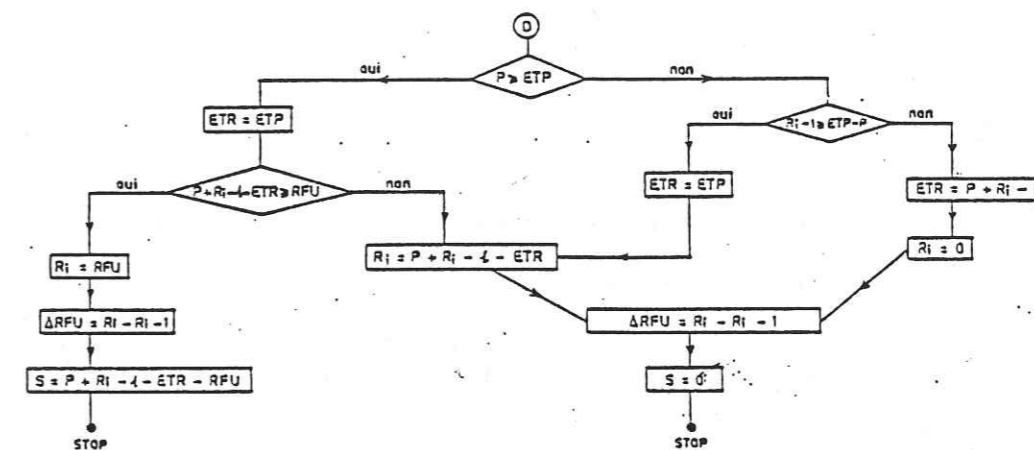 D
P ⩾ ETP
oui
non
ETR = ETP
Ri-1 ⩾ ETP-P
oui
non
P + Ri-1-ETR ⩾ RFU
oui
non
ETR = ETP
ETR = P + Ri -
Ri = RFU
Ri = P + Ri - 1 - ETR
Ri = 0
ΔRFU = Ri - Ri - 1
ΔRFU = Ri - Ri - 1
S = P + Ri - 1 - ETR - RFU
S = 0
STOP
STOP